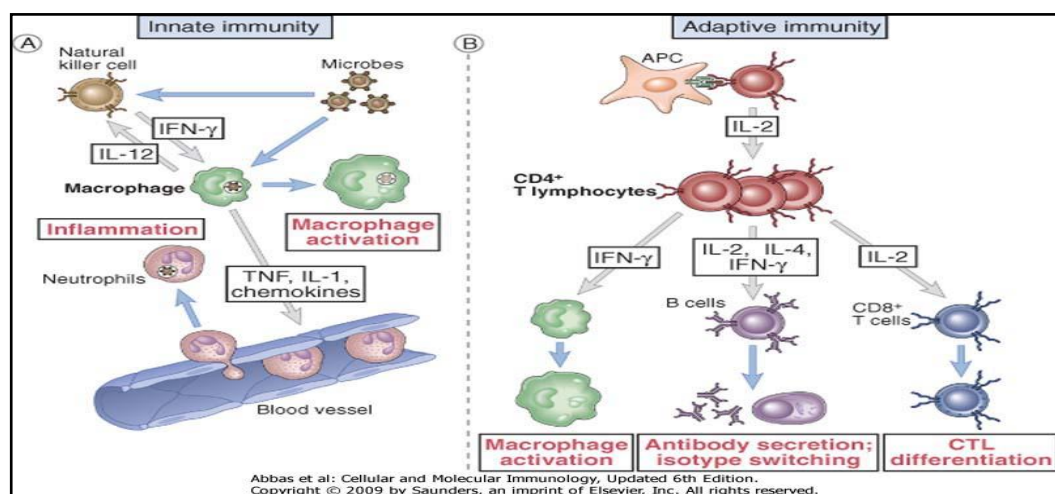 Innate immunity
A
Natural
killer cell
Microbes
IFN-γ
IL-12
Macrophage
Macrophage
activation
Inflammation
Neutrophils
TNF, IL-1,
chemokines
Blood vessel
Adaptive immunity
B
APC
IL-2
CD4+
T lymphocytes
IFN-γ
IL-2, IL-4,
IFN-γ
IL-2
B cells
CD8+
T cells
Macrophage
activation
Antibody secretion;
isotype switching
CTL
differentiation
Abbas et al: Cellular and Molecular Immunology, Updated 6th Edition.
Copyright © 2009 by Saunders, an imprint of Elsevier, Inc. All rights reserved.